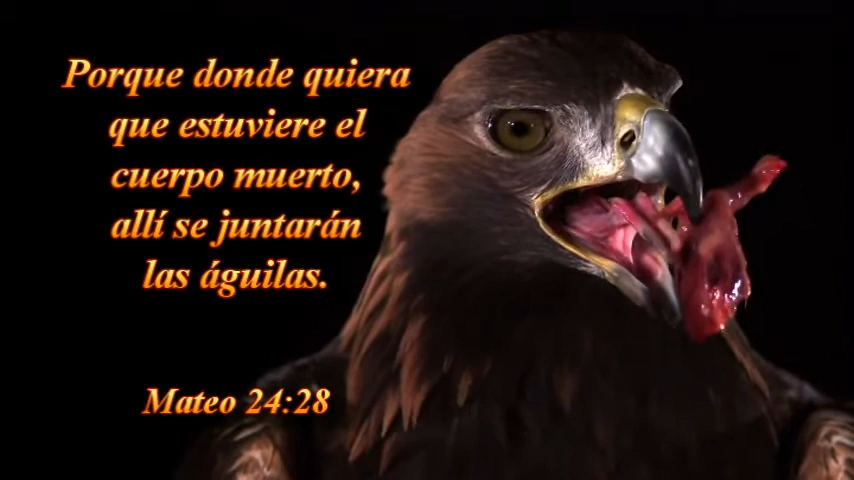 Porque donde quiera
que estuviere el
cuerpo muerto,
allí se juntarán
las águilas.
Mateo 24:28